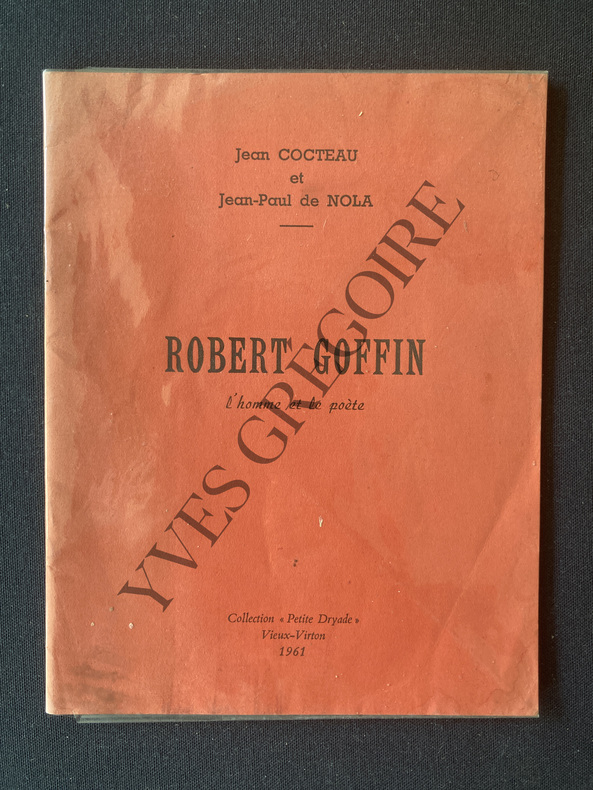 Jean COCTEAU
et
Jean-Paul de NOLA
ROBERT GOFFIN
l'homme et le poète
YVES GREGOIRE
Collection « Petite Dryade »
Vieux-Virton
1961